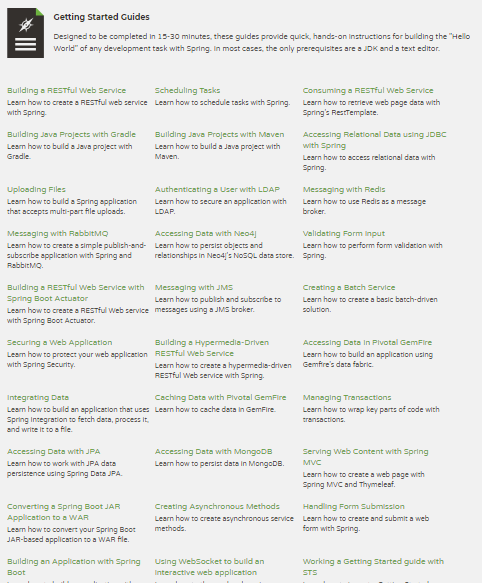 Getting Started Guides
Designed to be completed in 15-30 minutes, these guides provide quick, hands-on instructions for building the "Hello
World" of any development task with Spring. In most cases, the only prerequisites are a JDK and a text editor.
Building a RESTful Web Service
Learn how to create a RESTful web service
with Spring.
Scheduling Tasks
Learn how to schedule tasks with Spring.
Consuming a RESTful Web Service
Learn how to retrieve web page data with
Spring's RestTemplate.
Building Java Projects with Gradle
Learn how to build a Java project with
Gradle.
Building Java Projects with Maven
Learn how to build a Java project with
Maven.
Accessing Relational Data using JDBC
with Spring
Learn how to access relational data with
Spring.
Uploading Files
Learn how to build a Spring application
that accepts multi-part file uploads.
Authenticating a User with LDAP
Learn how to secure an application with
LDAP.
Messaging with Redis
Learn how to use Redis as a message
broker.
Messaging with RabbitMQ
Learn how to create a simple publish-and-
subscribe application with Spring and
RabbitMQ.
Accessing Data with Neo4j
Learn how to persist objects and
relationships in Neo4j's NoSQL data store.
Validating Form Input
Learn how to perform form validation with
Spring.
Building a RESTful Web Service with
Spring Boot Actuator
Learn how to create a RESTful Web service
with Spring Boot Actuator.
Messaging with JMS
Learn how to publish and subscribe to
messages using a JMS broker.
Creating a Batch Service
Learn how to create a basic batch-driven
solution.
Securing a Web Application
Learn how to protect your web application
with Spring Security.
Building a Hypermedia-Driven
RESTful Web Service
Learn how to create a hypermedia-driven
RESTful Web service with Spring.
Accessing Data in Pivotal GemFire
Learn how to build an application using
Gemfire's data fabric.
Integrating Data
Learn how to build an application that uses
Spring Integration to fetch data, process it,
and write it to a file.
Caching Data with Pivotal GemFire
Learn how to cache data in GemFire.
Managing Transactions
Learn how to wrap key parts of code with
transactions.
Accessing Data with JPA
Learn how to work with JPA data
persistence using Spring Data JPA.
Accessing Data with MongoDB
Learn how to persist data in MongoDB.
Serving Web Content with Spring
MVC
Learn how to create a web page with
Spring MVC and Thymeleaf.
Converting a Spring Boot JAR
Application to a WAR
Learn how to convert your Spring Boot
JAR-based application to a WAR file.
Creating Asynchronous Methods
Learn how to create asynchronous service
methods.
Handling Form Submission
Learn how to create and submit a web
form with Spring.
Building an Application with Spring
Boot
Using WebSocket to build an
interactive web application
Working a Getting Started guide with
STS